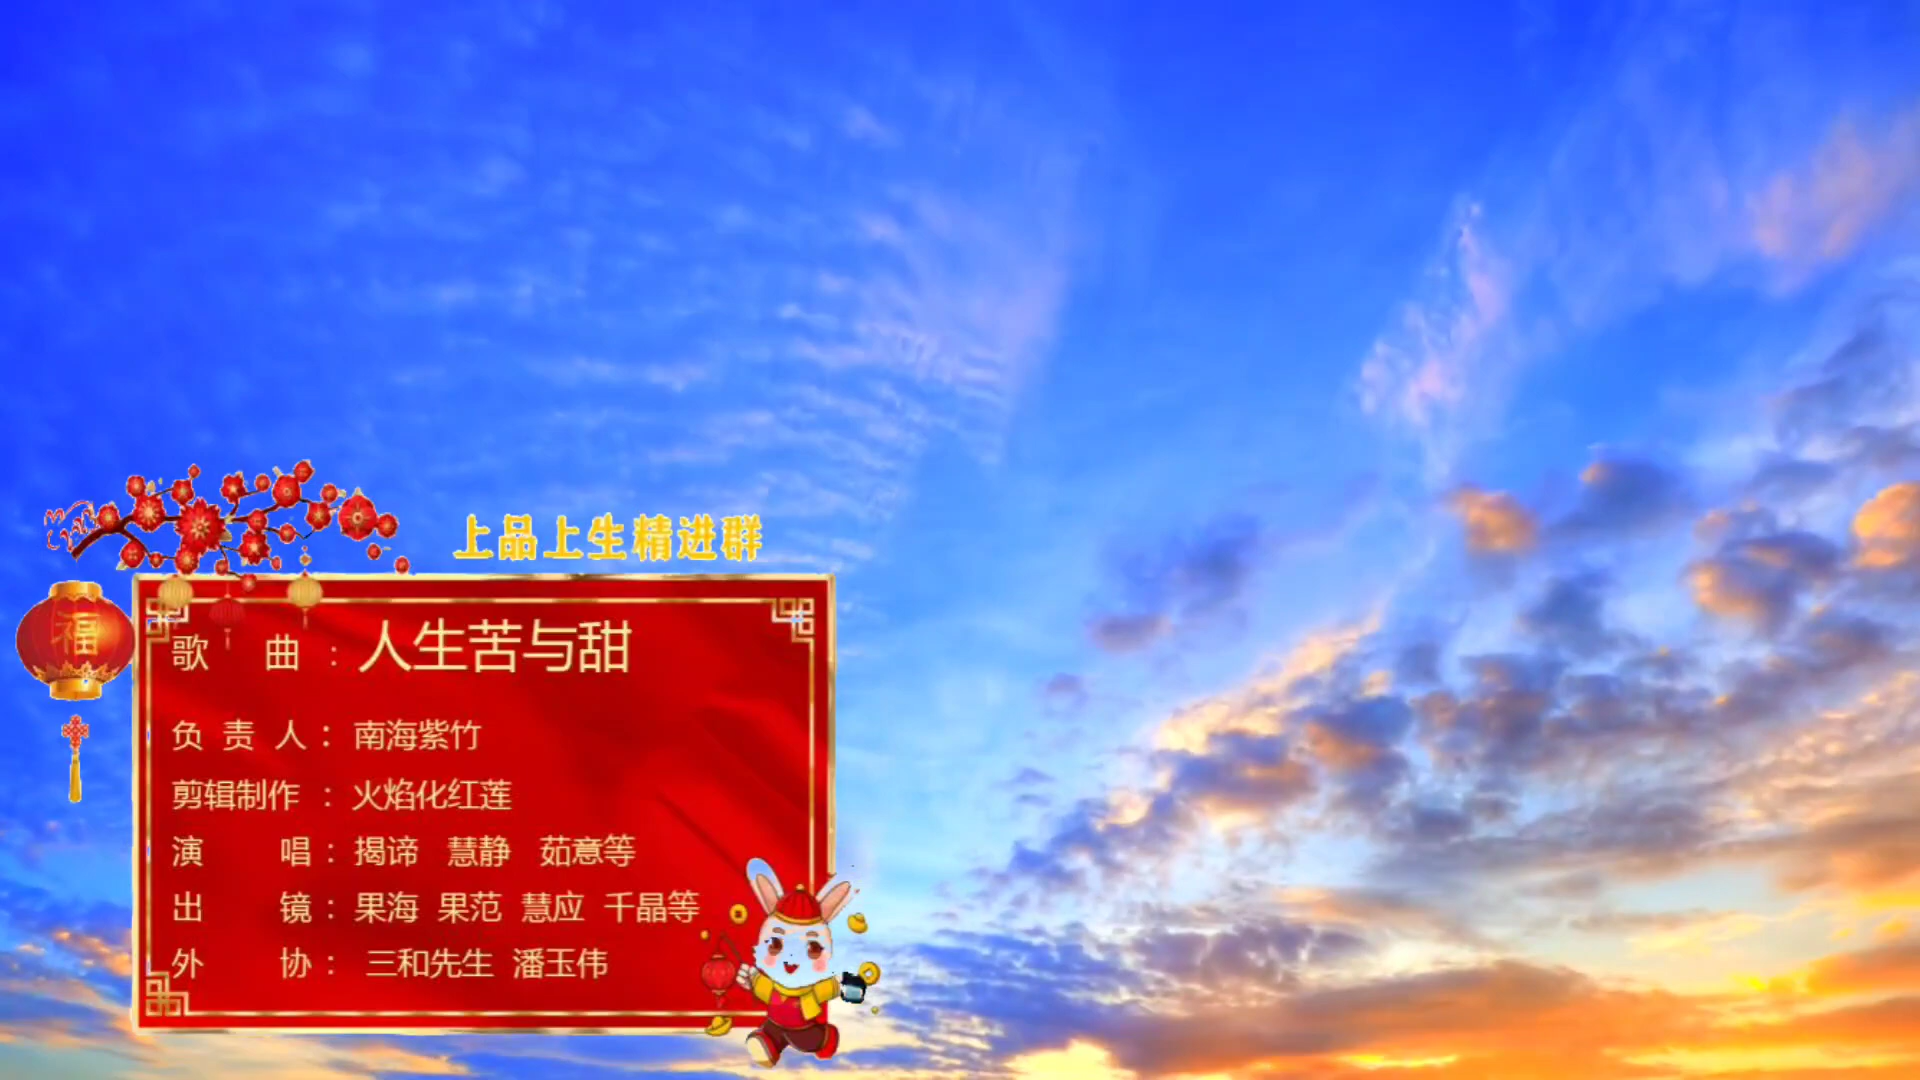 上品上生精进群
福
歌 曲 : 人生苦与甜
负 责 人 : 南海紫竹
剪辑制作 : 火焰化红莲
演 唱 : 揭谛 慧静 茹意等
出 镜 : 果海 果范 慧应 千晶等
外 协 : 三和先生 潘玉伟